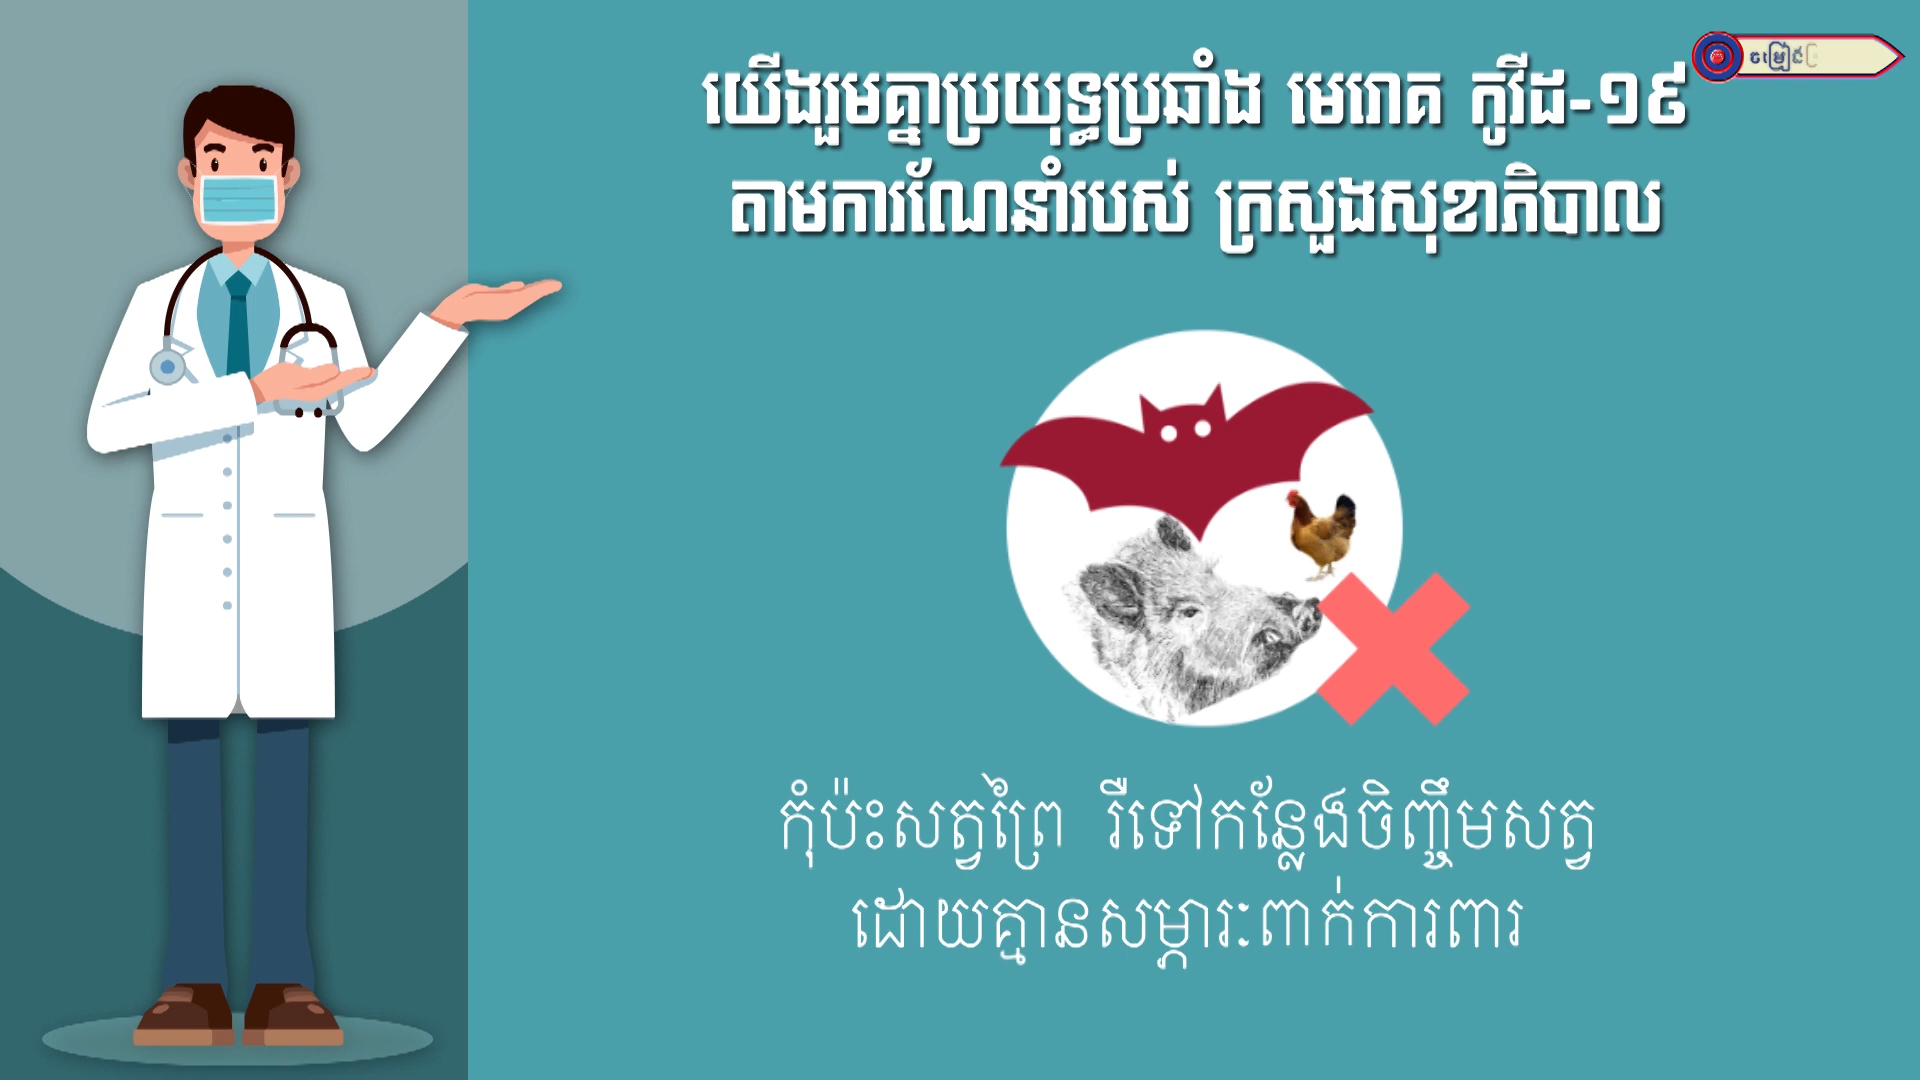 យើងរួមគ្នាប្រយុទ្ធប្រឆាំង មេរោគ កូវីដ-១៩
តាមការណែនាំរបស់ ក្រសួងសុខាភិបាល
កុំប៉ះសត្វព្រៃ រឺទៅកន្លែងចិញ្ចឹមសត្វ
ដោយគ្មានសម្ភារៈពាក់ការពារ